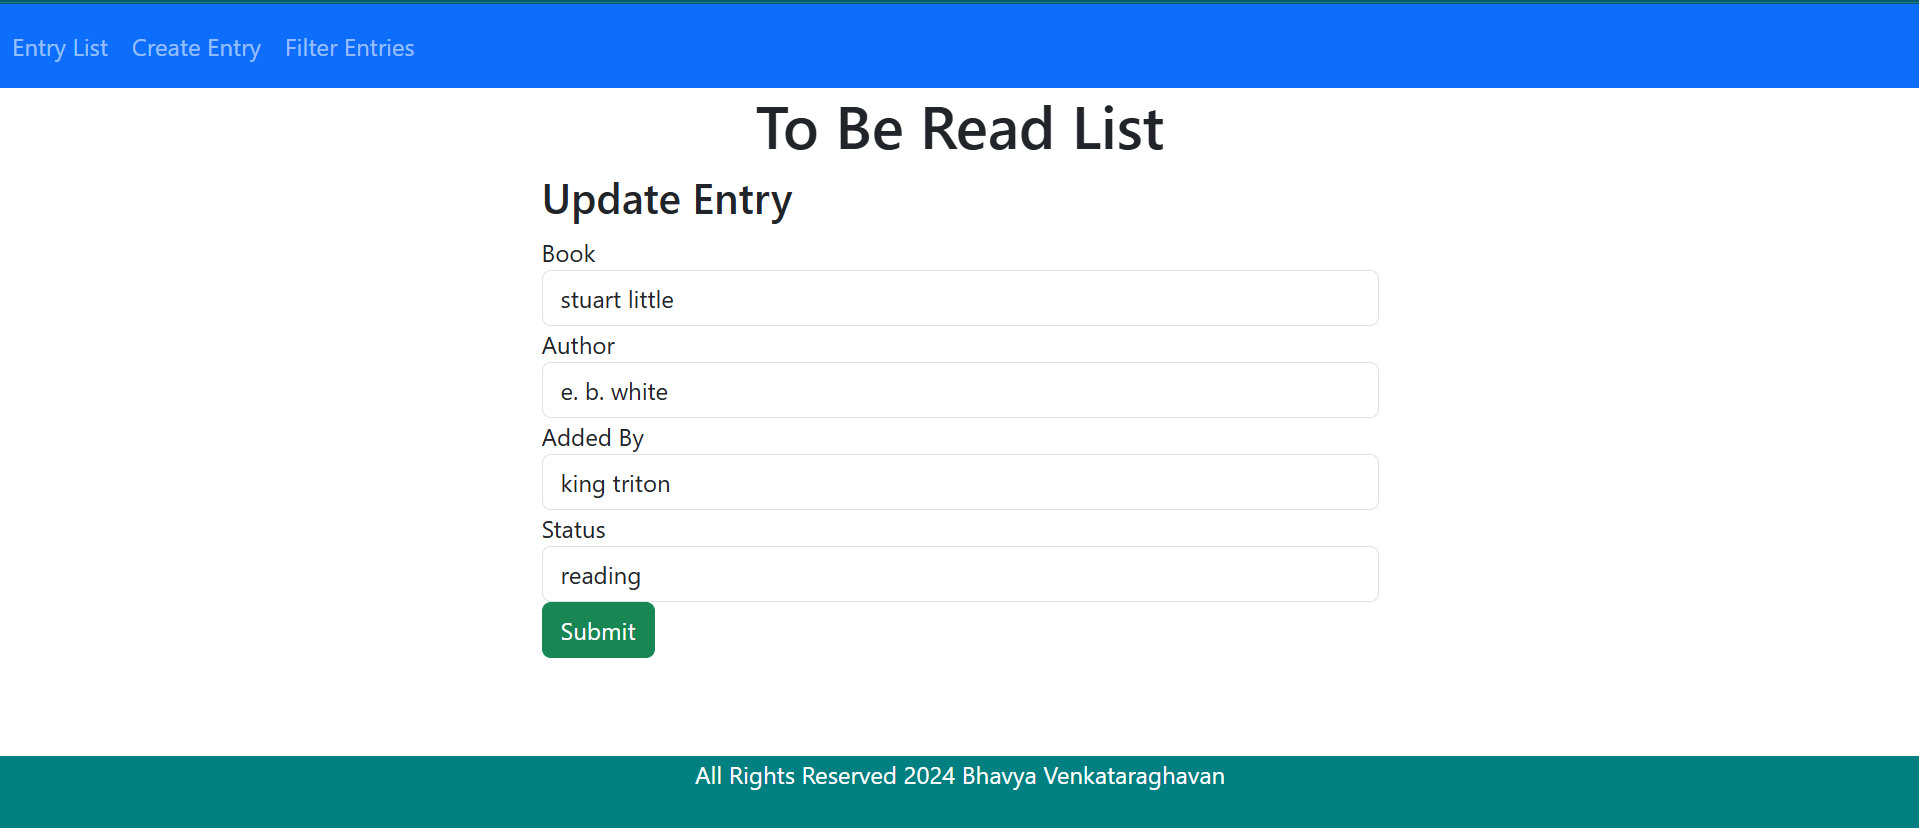 Entry List Create Entry Filter Entries
To Be Read List
Update Entry
Book
stuart little
Author
e. b. white
Added By
king triton
Status
reading
Submit
All Rights Reserved 2024 Bhavya Venkataraghavan